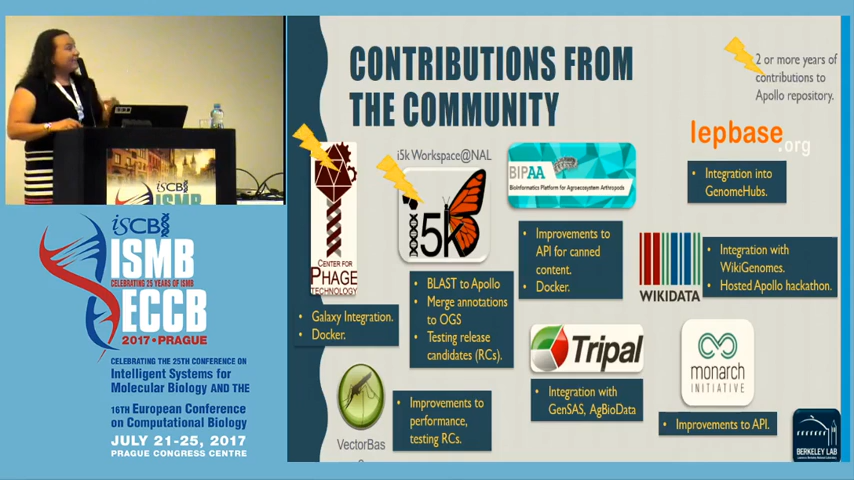 CONTRIBUTIONS FROM
THE COMMUNITY
2 or more years of
contributions to
Apollo repository.
CENTER FOR
PHAGE
TECHNOLOGY
• Galaxy Integration.
• Docker.
i5k Workspace@NAL
i5k
• BLAST to Apollo
• Merge annotations
to OGS
• Testing release
candidates (RCs).
BIPAA
BioInformatics Platform for Agroecosystem Arthropods
• Improvements to
API for canned
content.
• Docker.
lepbase
.org
• Integration into
GenomeHubs.
WIKIDATA
• Integration with
WikiGenomes.
• Hosted Apollo hackathon.
VectorBas
• Improvements to
performance,
testing RCs.
Tripal
• Integration with
GenSAS, AgBioData
monarch
INITIATIVE
• Improvements to API.
BERKELEY LAB
iSCB
ISMB
iSCB
ISMB
CELEBRATING 25 YEARS OF ISMB
ECCB
2017 • PRAGUE
CELEBRATING THE 25TH CONFERENCE ON
Intelligent Systems for
Molecular Biology AND THE
16TH European Conference
on Computational Biology
JULY 21-25, 2017
PRAGUE CONGRESS CENTRE